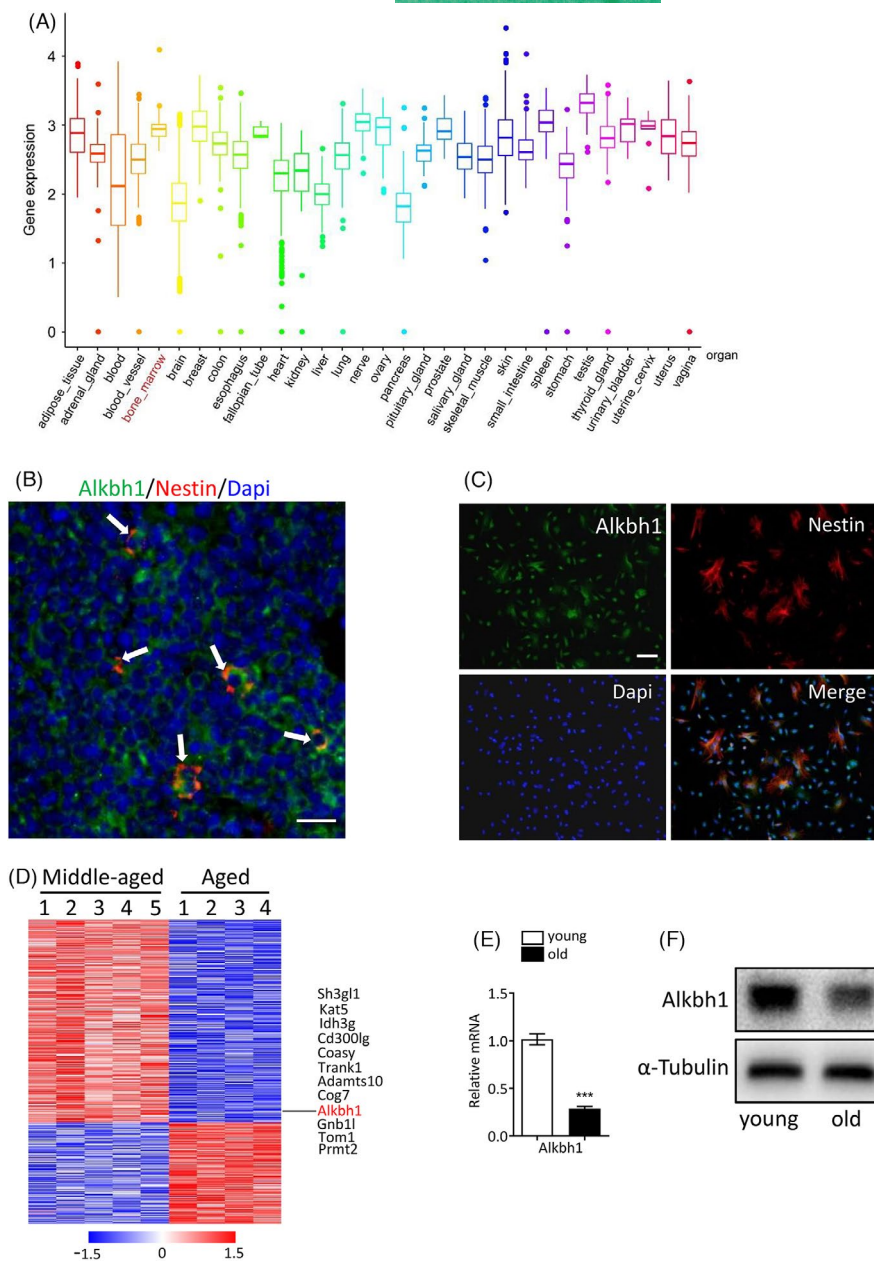 (A)
Gene expression
4
3
2
1
0
adipose_tissue
adrenal_gland
blood
blood_vessel
bone_marrow
brain
breast
colon
esophagus
fallopian_tube
heart
kidney
liver
lung
nerve
ovary
pancreas
pituitary_gland
prostate
salivary_gland
skeletal_muscle
skin
small_intestine
spleen
stomach
testis
thyroid_gland
urinary_bladder
uterine_cervix
uterus
vagina
organ
(B)
Alkbh1/Nestin/Dapi
(C)
Alkbh1
Nestin
Dapi
Merge
(D)
Middle-aged Aged
1 2 3 4 5 1 2 3 4
Sh3gl1
Kat5
Idh3g
Cd300lg
Coasy
Trank1
Adamts10
Cog7
Alkbh1
Gnb1l
Tom1
Prmt2
-1.5 0 1.5
(E)
young
old
Relative mRNA
1.5
1.0
0.5
0.0
***
Alkbh1
(F)
Alkbh1
α-Tubulin
young old